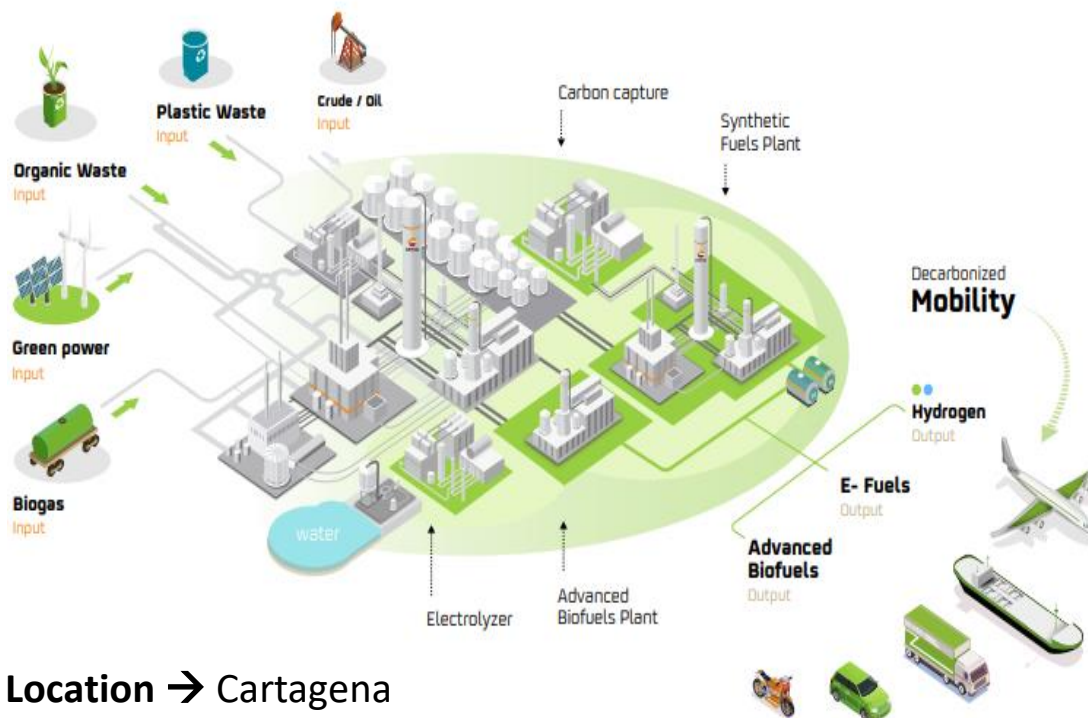 Plastic Waste
Input
Crude / Oil
Input
Organic Waste
Input
Green power
Input
Biogas
Input
Carbon capture
Synthetic
Fuels Plant
Decarbonized
Mobility
Hydrogen
Output
E- Fuels
Output
Advanced
Biofuels
Output
water
Electrolyzer
Advanced
Biofuels Plant
Location → Cartagena